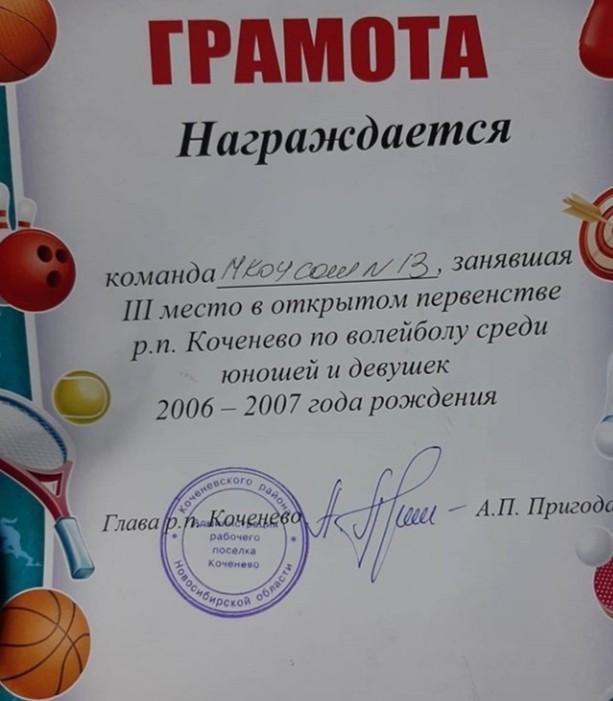 ГРАМОТА
Награждается
команда МКОУ СОШ N 13, занявшая
III место в открытом первенстве
р.п. Коченево по волейболу среди
юношей и девушек
2006 – 2007 года рождения
Глава р.п. Коченево А.П. Пригода
Коченевского района
Администрация
рабочего
поселка
Коченево
Новосибирской области